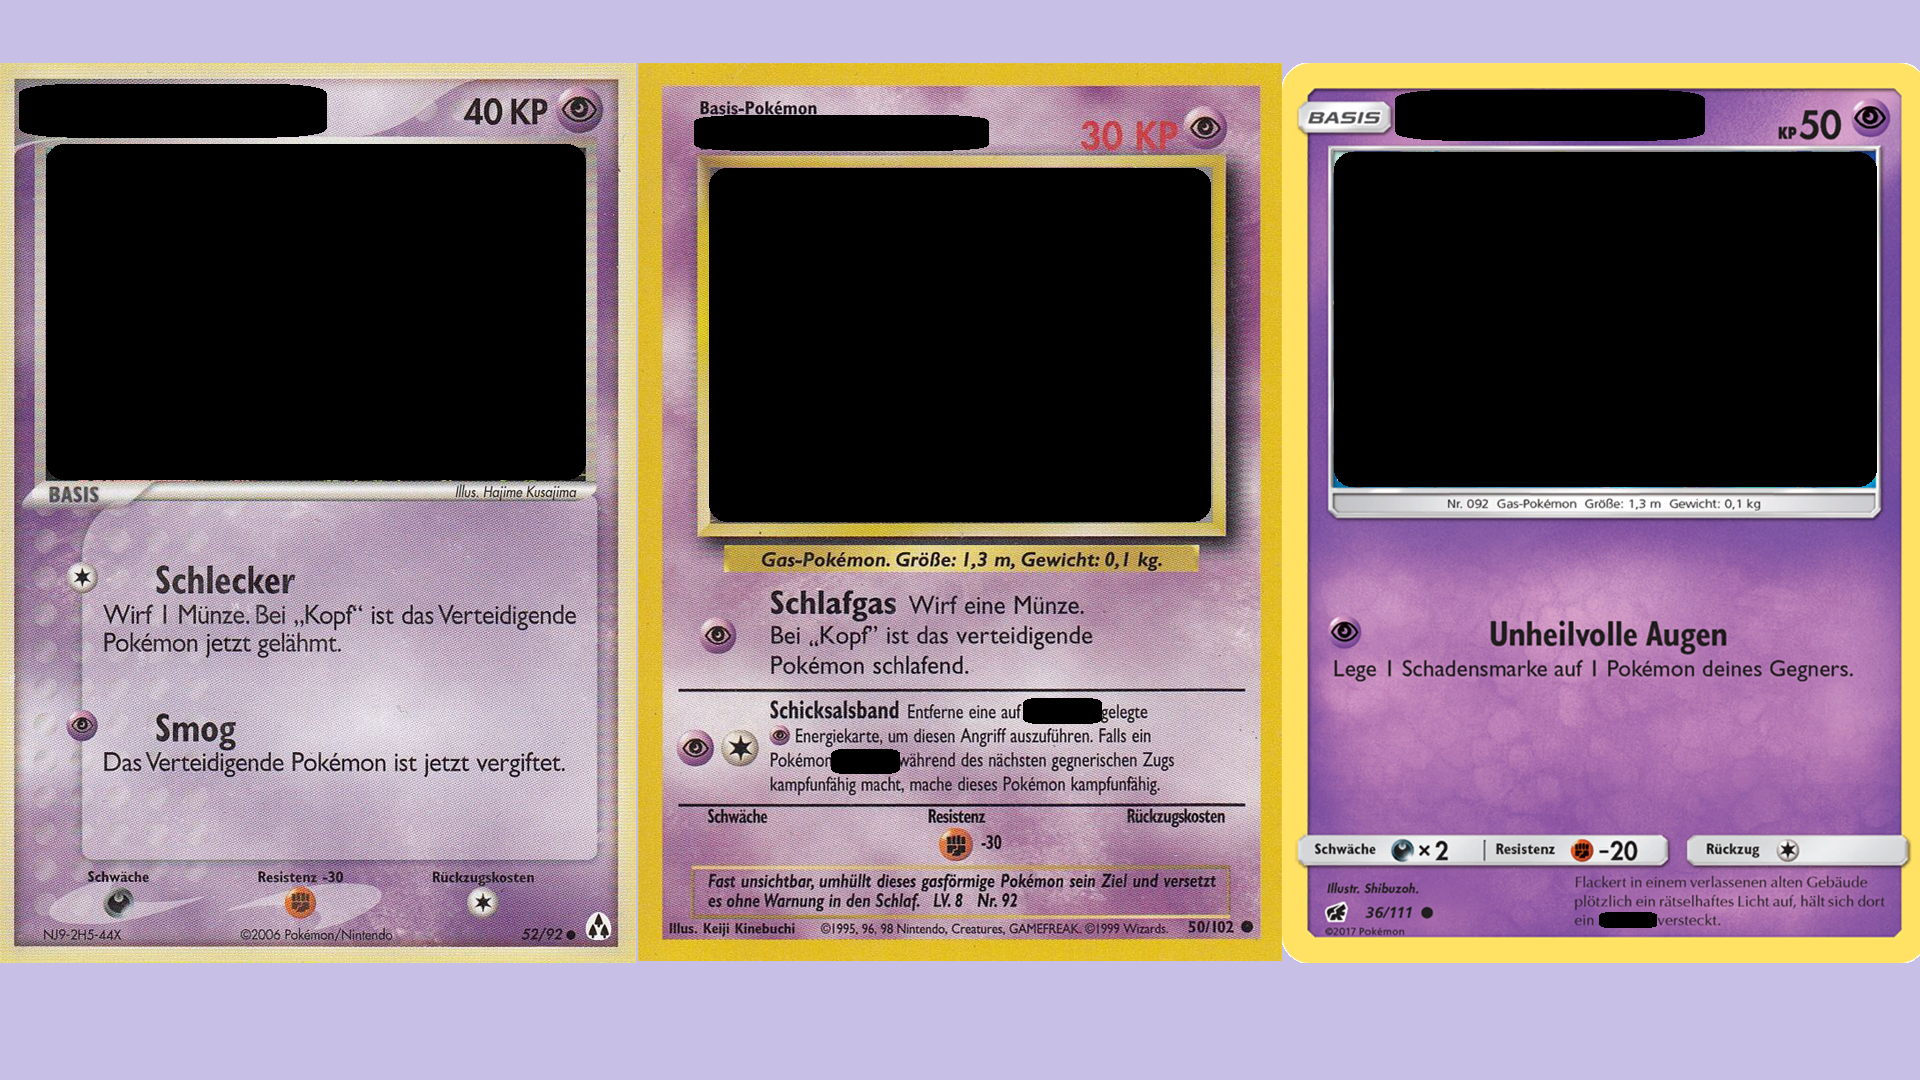 40 KP
BASIS
Illus. Hajime Kusajima
Schlecker
Wirf 1 Münze. Bei „Kopf“ ist das Verteidigende
Pokémon jetzt gelähmt.
Smog
Das Verteidigende Pokémon ist jetzt vergiftet.
Schwäche Resistenz -30 Rückzugskosten
NJ9-2H5-44X ©2006 Pokémon/Nintendo 52/92
Basis-Pokémon
30 KP
Gas-Pokémon. Größe: 1,3 m, Gewicht: 0,1 kg.
Schlafgas Wirf eine Münze.
Bei „Kopf” ist das verteidigende
Pokémon schlafend.
Schicksalsband Entferne eine auf gelegte
Energiekarte, um diesen Angriff auszuführen. Falls ein
Pokémon während des nächsten gegnerischen Zugs
kampfunfähig macht, mache dieses Pokémon kampfunfähig.
Schwäche Resistenz Rückzugskosten
-30
Fast unsichtbar, umhüllt dieses gasförmige Pokémon sein Ziel und versetzt
es ohne Warnung in den Schlaf. LV. 8 Nr. 92
Illus. Keiji Kinebuchi ©1995, 96, 98 Nintendo, Creatures, GAMEFREAK. ©1999 Wizards. 50/102
BASIS
KP 50
Nr. 092 Gas-Pokémon Größe: 1,3 m Gewicht: 0,1 kg
Unheilvolle Augen
Lege 1 Schadensmarke auf 1 Pokémon deines Gegners.
Schwäche ×2 Resistenz -20 Rückzug
Illustr. Shibuzoh.
36/111
©2017 Pokémon
Flackert in einem verlassenen alten Gebäude
plötzlich ein rätselhaftes Licht auf, hält sich dort
ein versteckt.